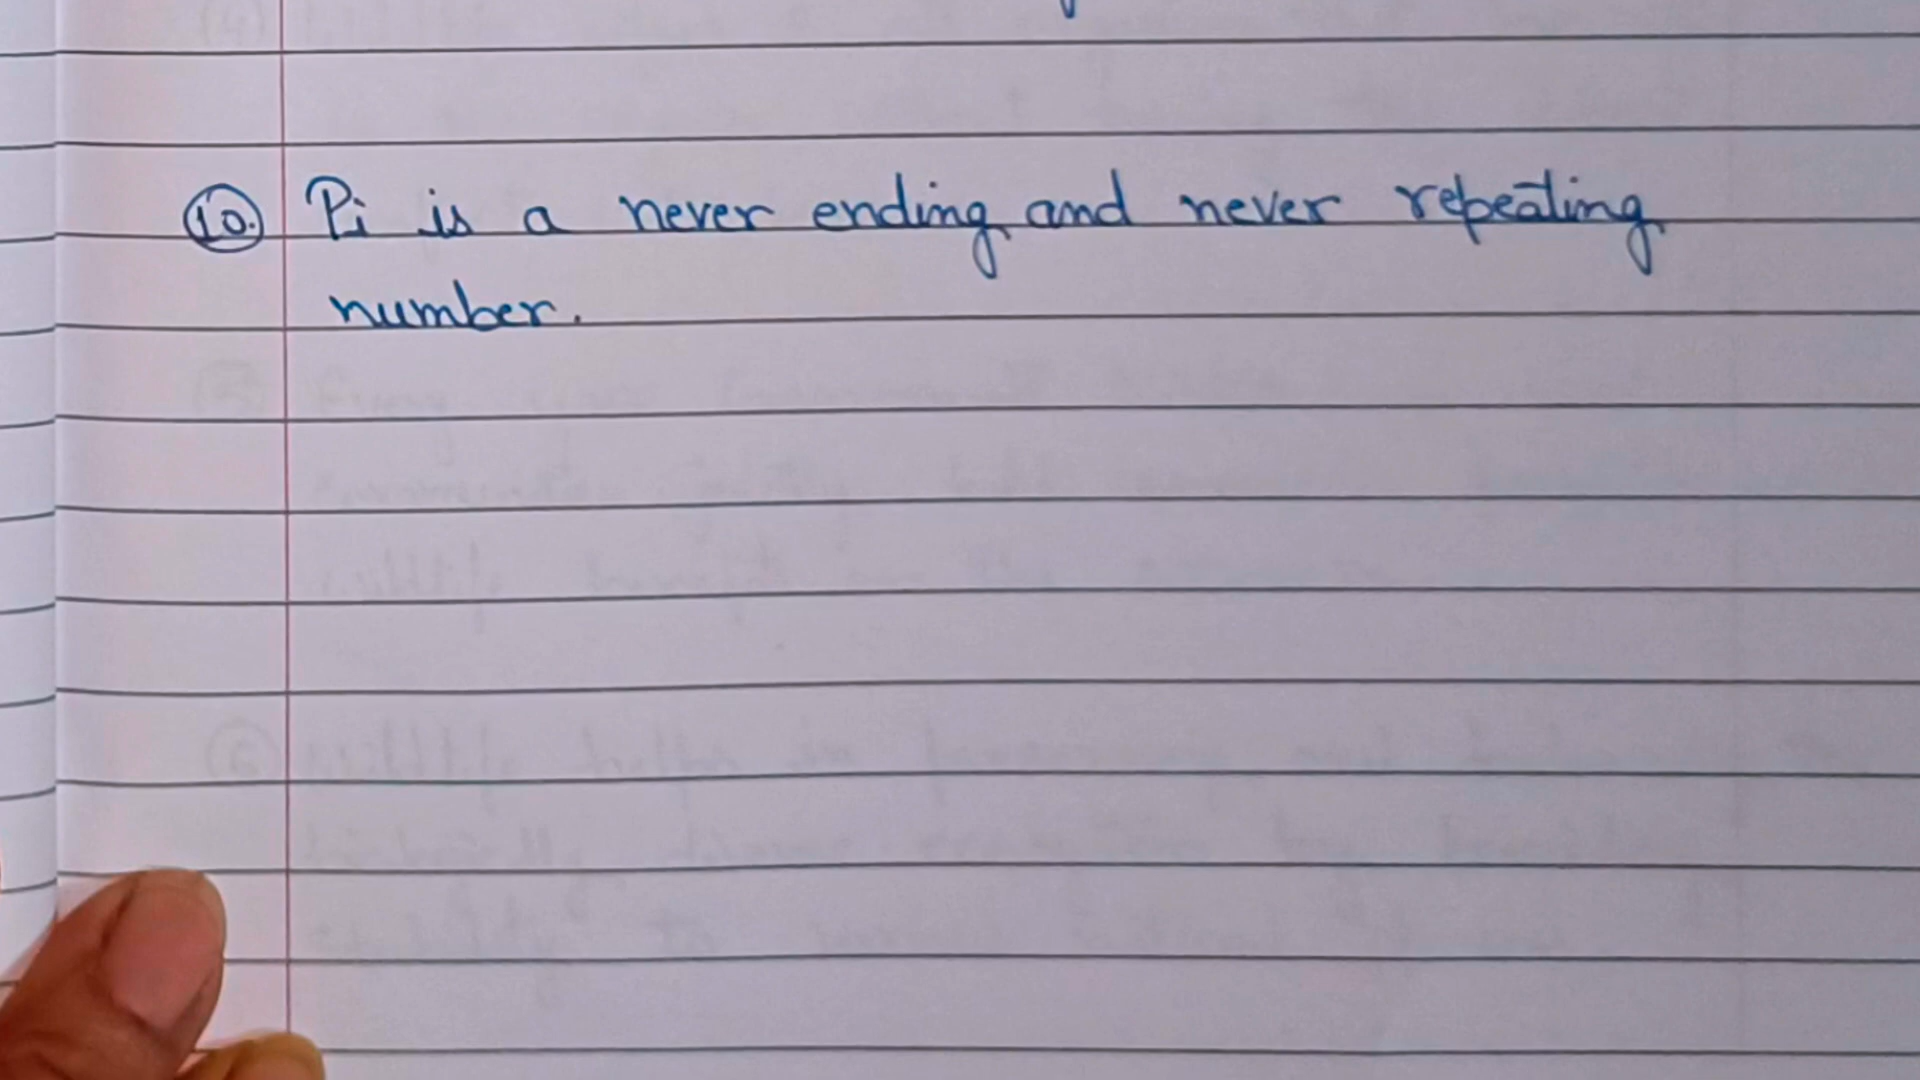 10. Pi is a never ending and never repeating
number.